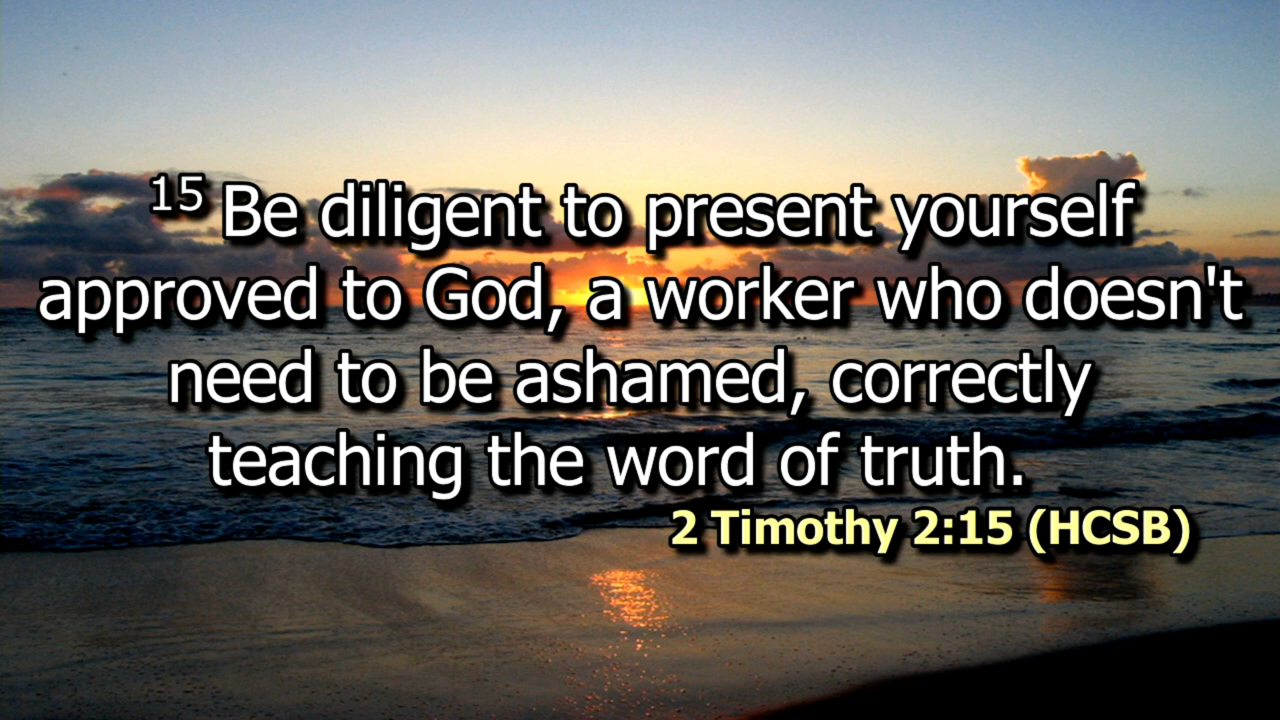 15 Be diligent to present yourself
approved to God, a worker who doesn't
need to be ashamed, correctly
teaching the word of truth.
2 Timothy 2:15 (HCSB)